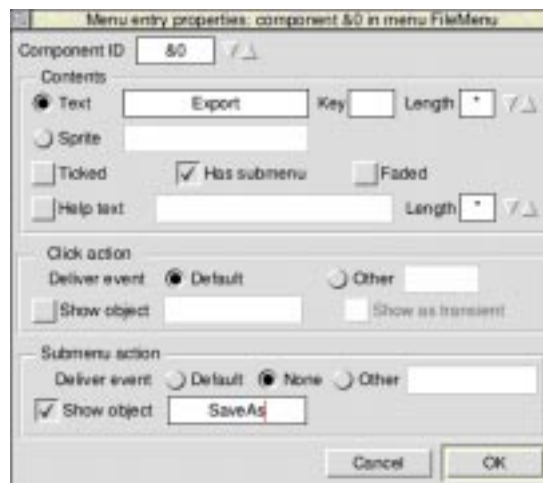 Menu entry properties: component &0 in menu FileMenu
Component ID &0
Contents
Text Export Key Length *
Sprite
Ticked Has submenu Faded
Help text Length *
Click action
Deliver event Default Other
Show object Show as transient
Submenu action
Deliver event Default None Other
Show object SaveAs
Cancel OK